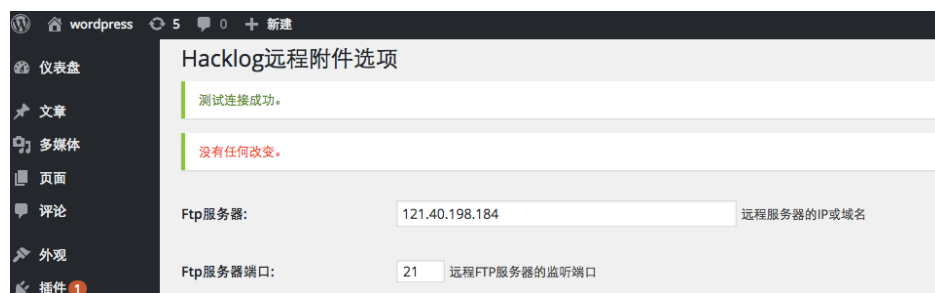 wordpress 5 0 新建
仪表盘
文章
多媒体
页面
评论
外观
插件 1
Hacklog远程附件选项
测试连接成功。
没有任何改变。
Ftp服务器: 121.40.198.184 远程服务器的IP或域名
Ftp服务器端口: 21 远程FTP服务器的监听端口